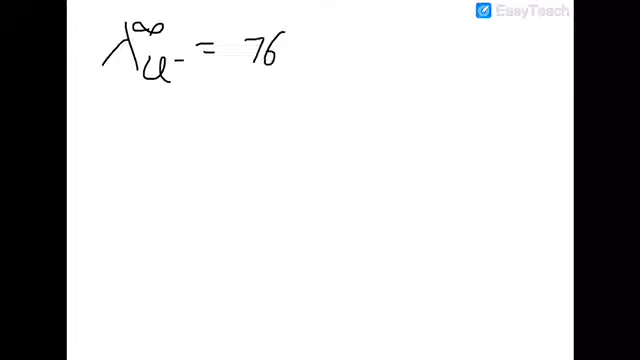 EasyTeach
λ∞Cl- = 76